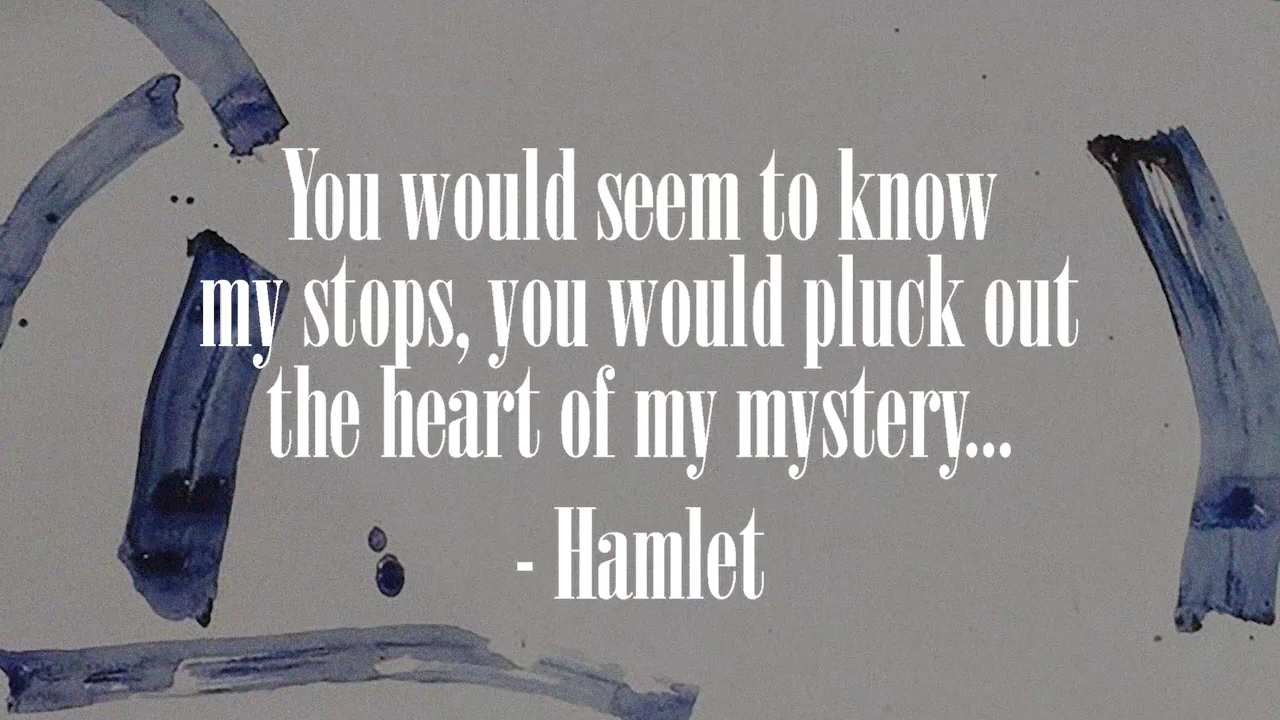 You would seem to know
my stops, you would pluck out
the heart of my mystery...
- Hamlet